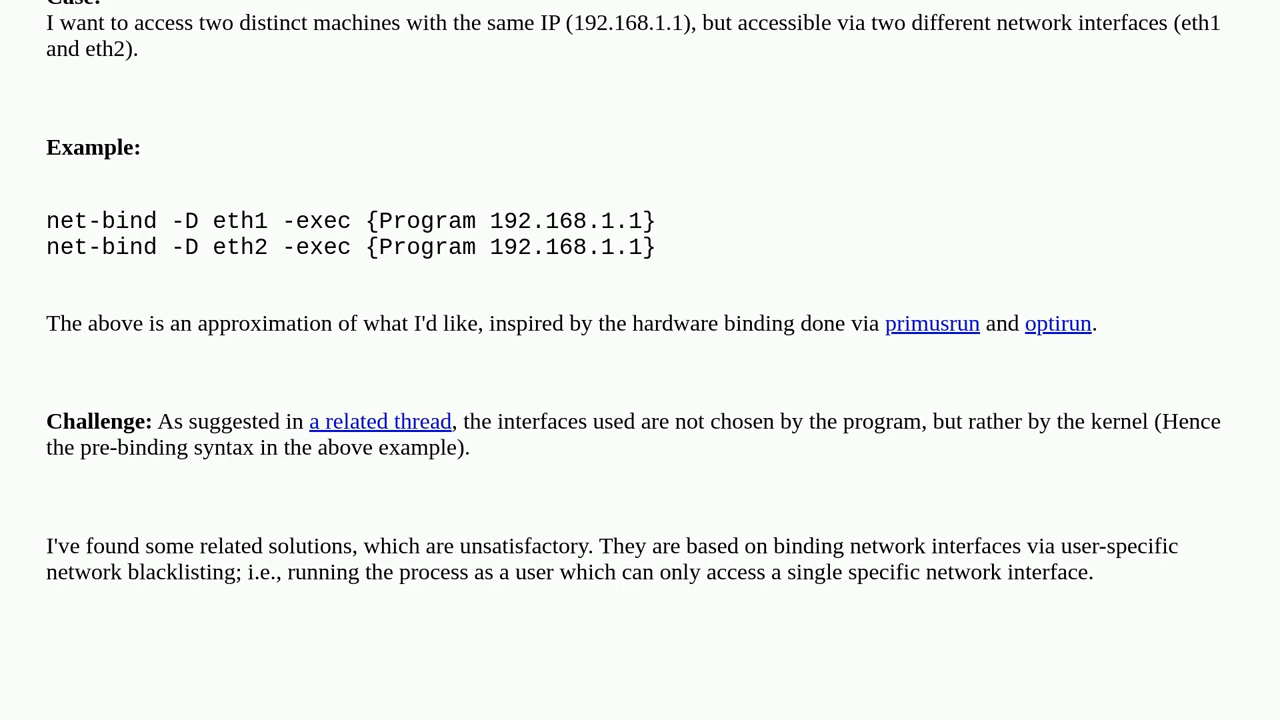 Case:
I want to access two distinct machines with the same IP (192.168.1.1), but accessible via two different network interfaces (eth1
and eth2).
Example:
net-bind -D eth1 -exec {Program 192.168.1.1}
net-bind -D eth2 -exec {Program 192.168.1.1}
The above is an approximation of what I'd like, inspired by the hardware binding done via primusrun and optirun.
Challenge: As suggested in a related thread, the interfaces used are not chosen by the program, but rather by the kernel (Hence
the pre-binding syntax in the above example).
I've found some related solutions, which are unsatisfactory. They are based on binding network interfaces via user-specific
network blacklisting; i.e., running the process as a user which can only access a single specific network interface.